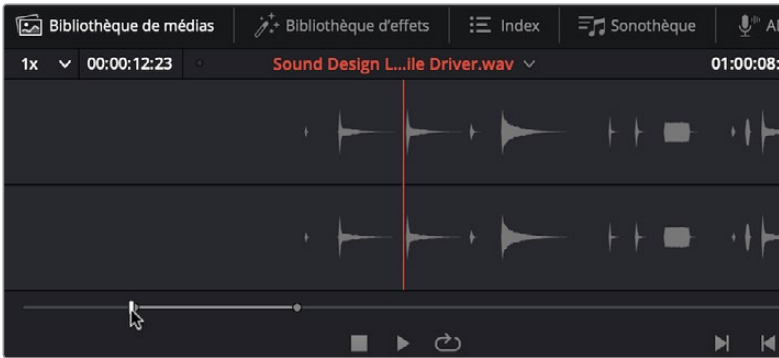 Bibliothèque de médias Bibliothèque d'effets Index Sonothèque
1x 00:00:12:23 Sound Design L...ile Driver.wav 01:00:08: